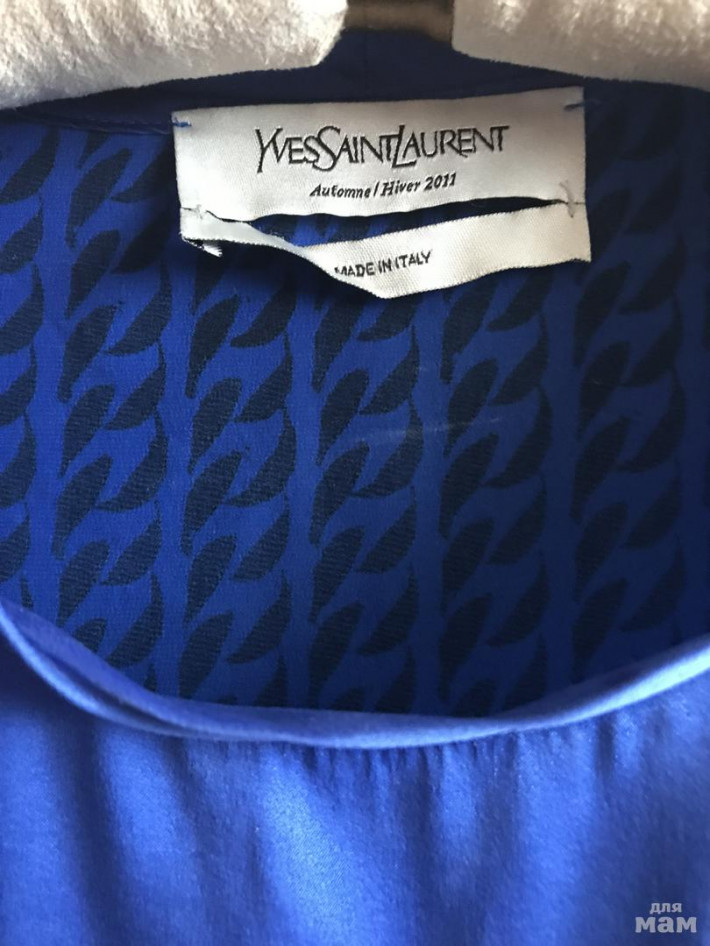 YVESSAINTLAURENT
Automne/Hiver 2011
MADE IN ITALY
для
мам